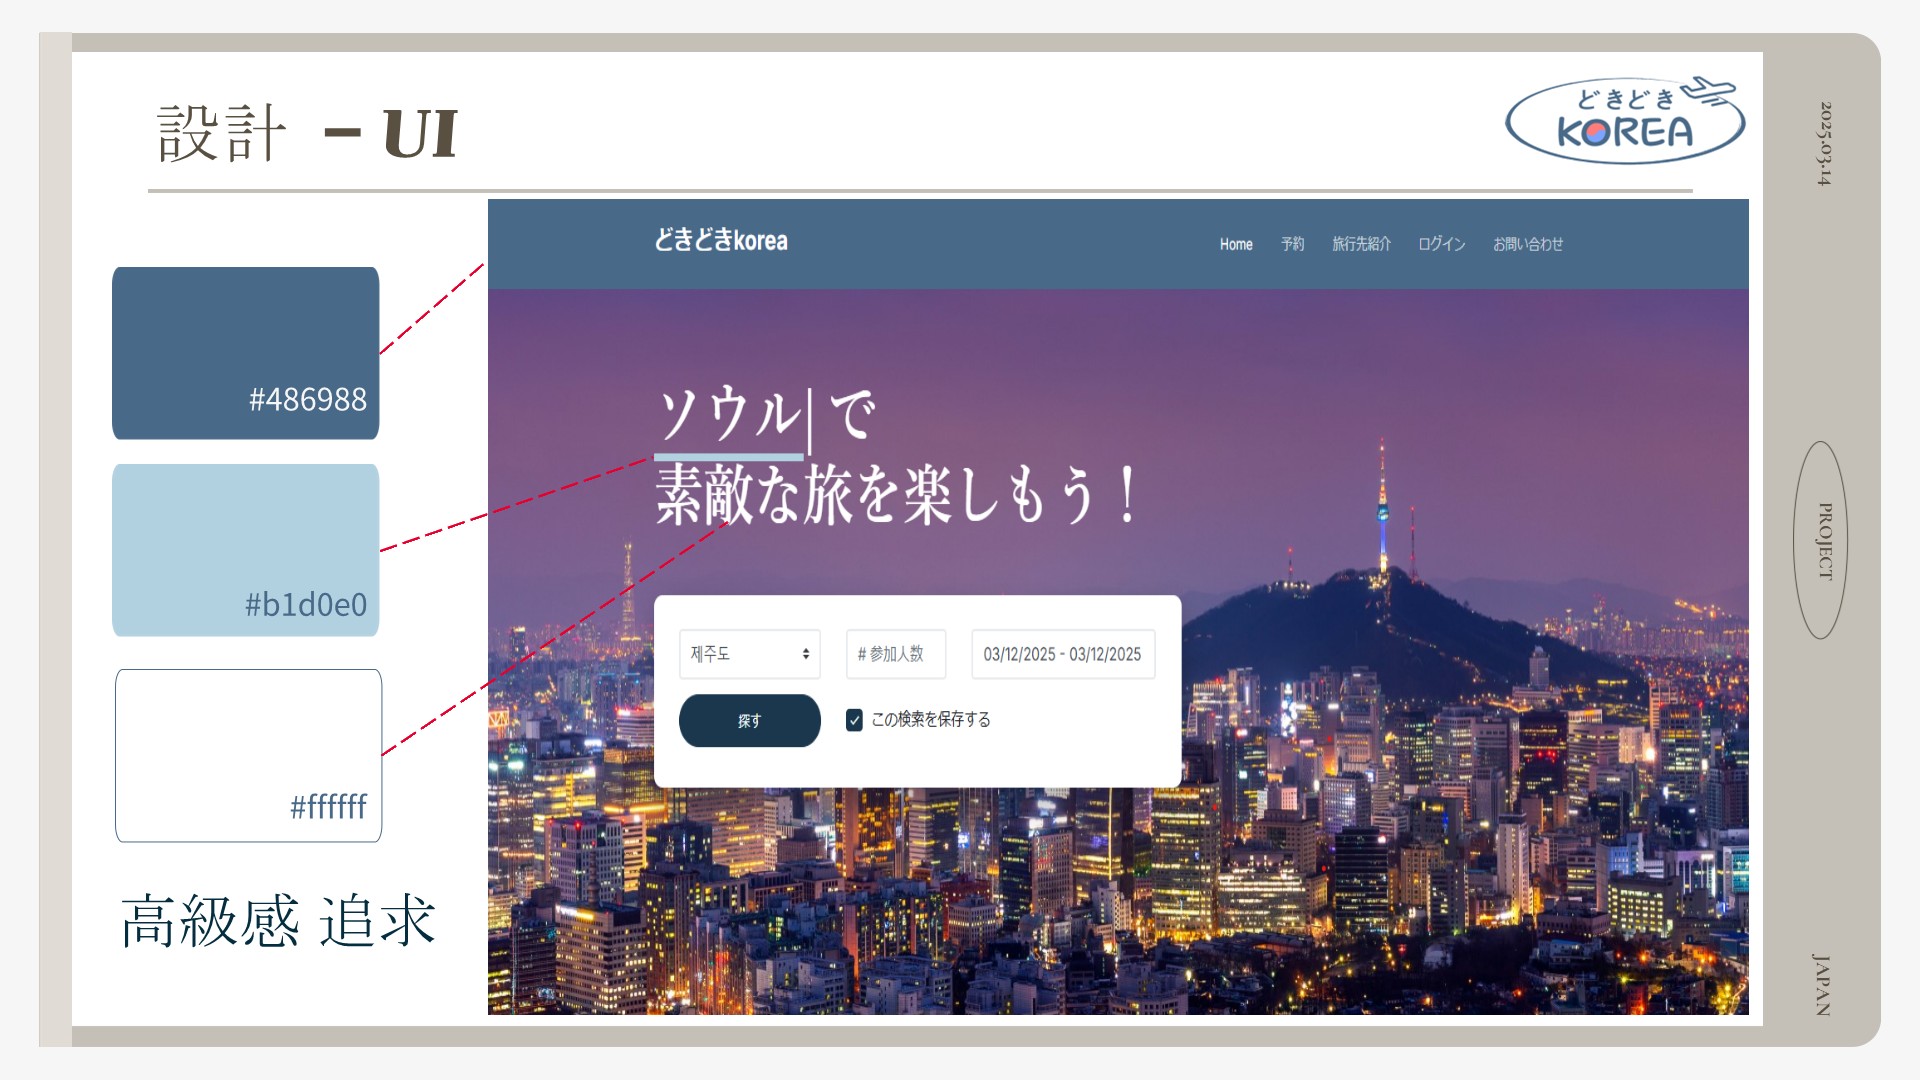 設計 – UI
どきどき
KOREA
2025.03.14
PROJECT
JAPAN
#486988
#b1d0e0
#ffffff
高級感 追求
どきどきkorea
Home 予約 旅行先紹介 ログイン お問い合わせ
ソウル| で
素敵な旅を楽しもう！
제주도 # 参加人数 03/12/2025 - 03/12/2025
探す この検索を保存する